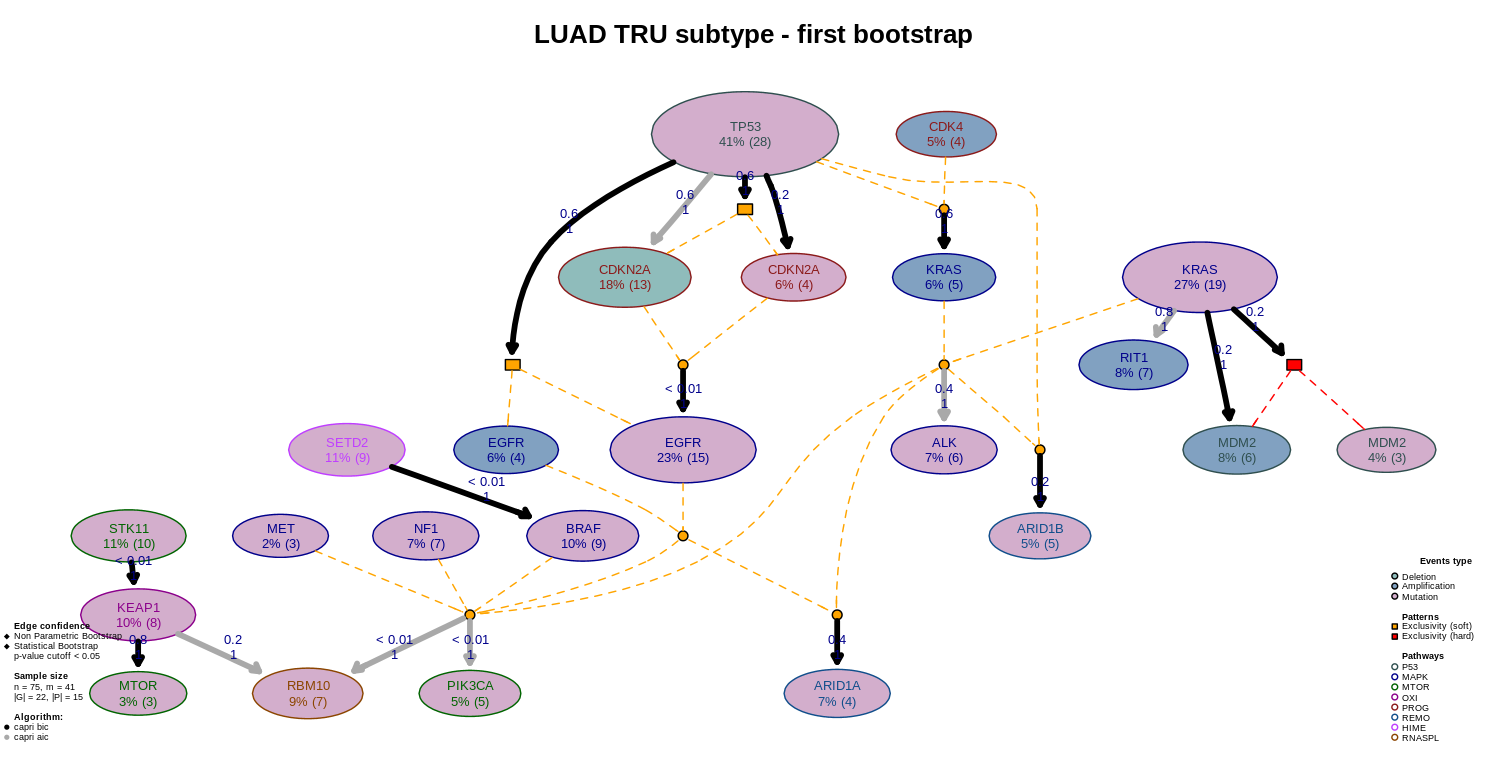 LUAD TRU subtype - first bootstrap
TP53
41% (28)
CDK4
5% (4)
0.6
0.6
1
0.2
1
0.6
1
0.6
CDKN2A
18% (13)
CDKN2A
6% (4)
KRAS
6% (5)
KRAS
27% (19)
0.8
1
0.2
1
0.2
1
RIT1
8% (7)
< 0.01
0.4
1
SETD2
11% (9)
EGFR
6% (4)
EGFR
23% (15)
ALK
7% (6)
MDM2
8% (6)
MDM2
4% (3)
< 0.01
1
0.2
STK11
11% (10)
MET
2% (3)
NF1
7% (7)
BRAF
10% (9)
ARID1B
5% (5)
< 0.01
KEAP1
10% (8)
0.8
0.2
1
< 0.01
1
< 0.01
1
0.4
MTOR
3% (3)
RBM10
9% (7)
PIK3CA
5% (5)
ARID1A
7% (4)
Edge confidence
Non Parametric Bootstrap
Statistical Bootstrap
p-value cutoff < 0.05
Sample size
n = 75, m = 41
|G| = 22, |P| = 15
Algorithm:
capri bic
capri aic
Events type
Deletion
Amplification
Mutation
Patterns
Exclusivity (soft)
Exclusivity (hard)
Pathways
P53
MAPK
MTOR
OXI
PROG
REMO
HIME
RNASPL